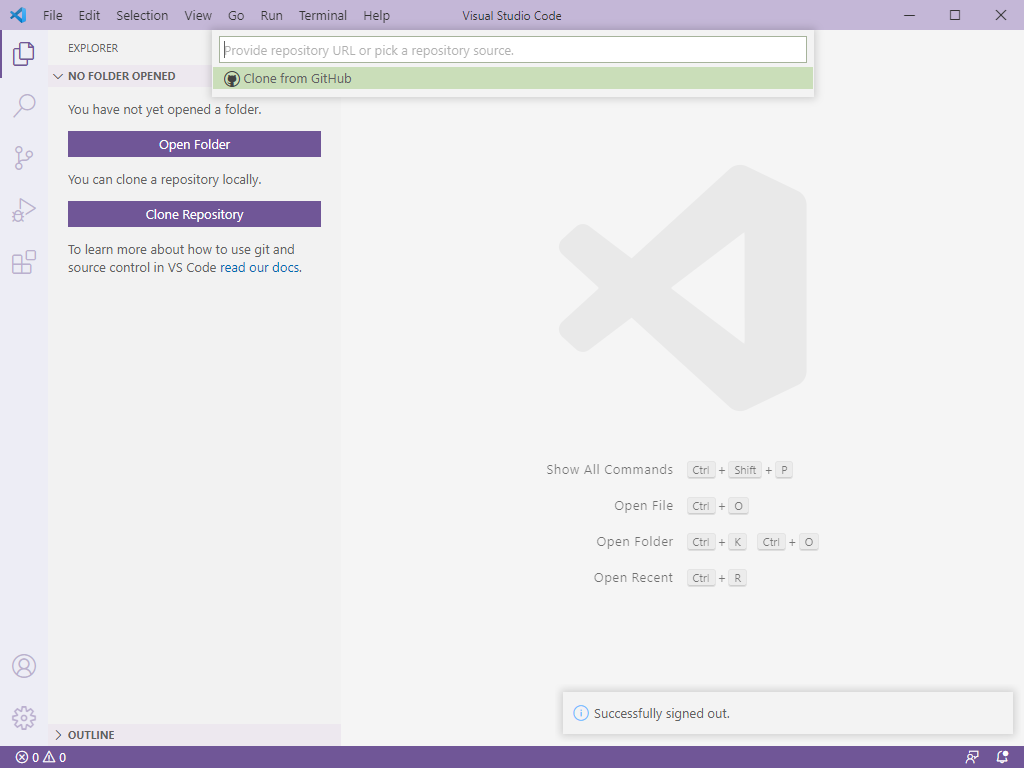 File Edit Selection View Go Run Terminal Help Visual Studio Code
EXPLORER
Provide repository URL or pick a repository source.
Clone from GitHub
NO FOLDER OPENED
You have not yet opened a folder.
Open Folder
You can clone a repository locally.
Clone Repository
To learn more about how to use git and
source control in VS Code read our docs.
Show All Commands Ctrl + Shift + P
Open File Ctrl + O
Open Folder Ctrl + K Ctrl + O
Open Recent Ctrl + R
Successfully signed out.
OUTLINE
0 0